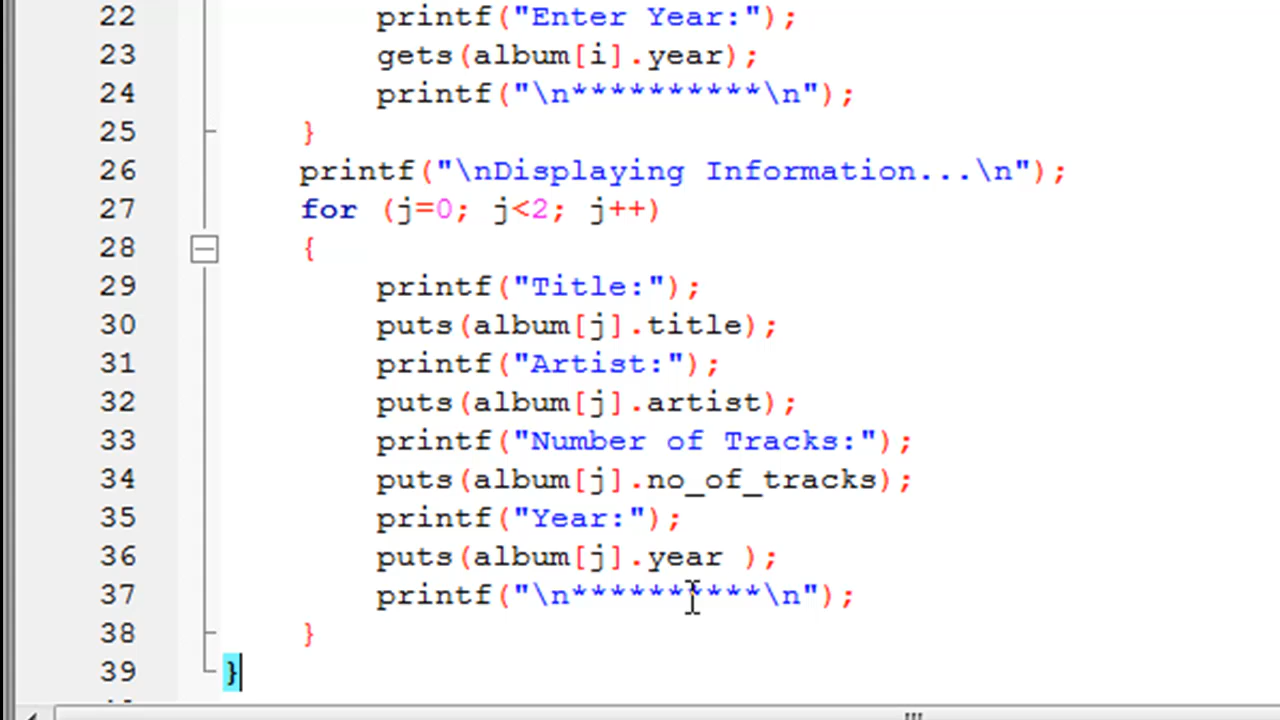 22 printf("Enter Year:");
23 gets(album[i].year);
24 printf("\n**********\n");
25 }
26 printf("\nDisplaying Information...\n");
27 for (j=0; j<2; j++)
28 {
29 printf("Title:");
30 puts(album[j].title);
31 printf("Artist:");
32 puts(album[j].artist);
33 printf("Number of Tracks:");
34 puts(album[j].no_of_tracks);
35 printf("Year:");
36 puts(album[j].year );
37 printf("\n**********\n");
38 }
39 }